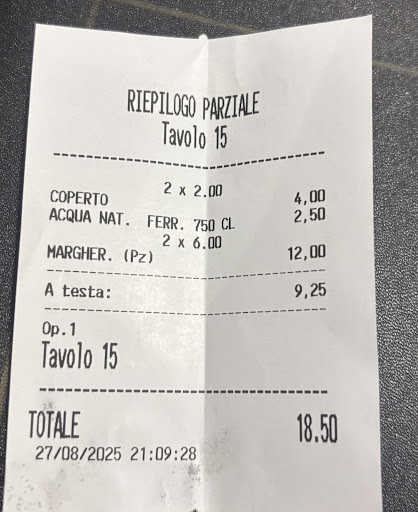 RIEPILOGO PARZIALE
Tavolo 15
2 x 2.00
COPERTO 4,00
ACQUA NAT. FERR. 750 CL 2,50
2 x 6.00
MARGHER. (Pz) 12,00
A testa: 9,25
Op.1
Tavolo 15
TOTALE 18.50
27/08/2025 21:09:28